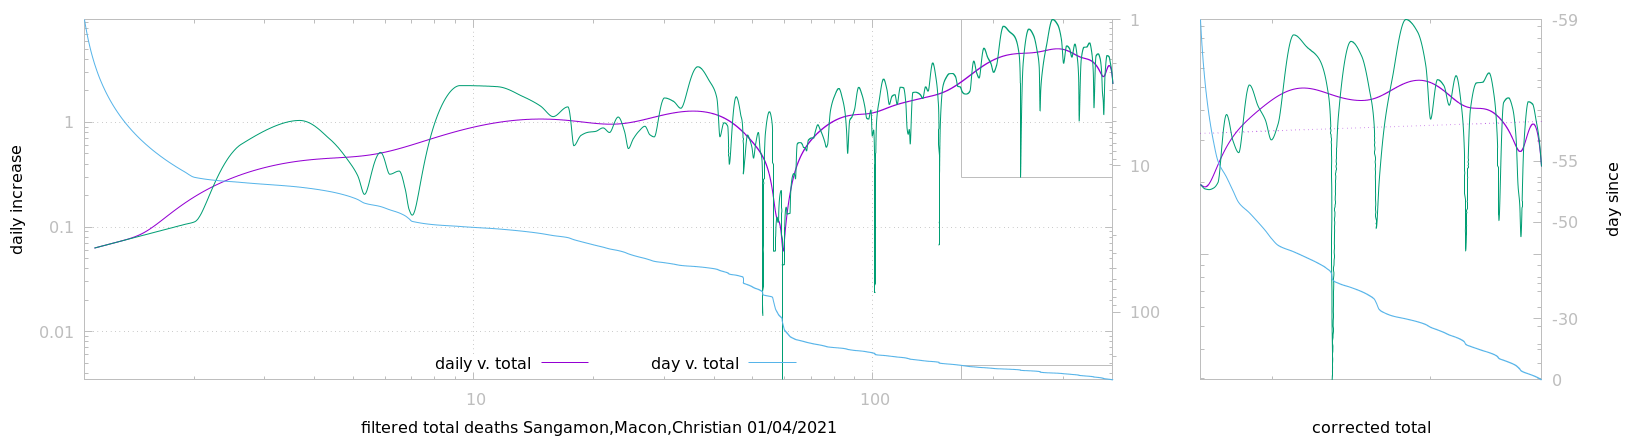 1
-59
1
10
-55
daily increase
day since
0.1
-50
100
-30
0.01
daily v. total
day v. total
0
10
100
filtered total deaths Sangamon,Macon,Christian 01/04/2021
corrected total